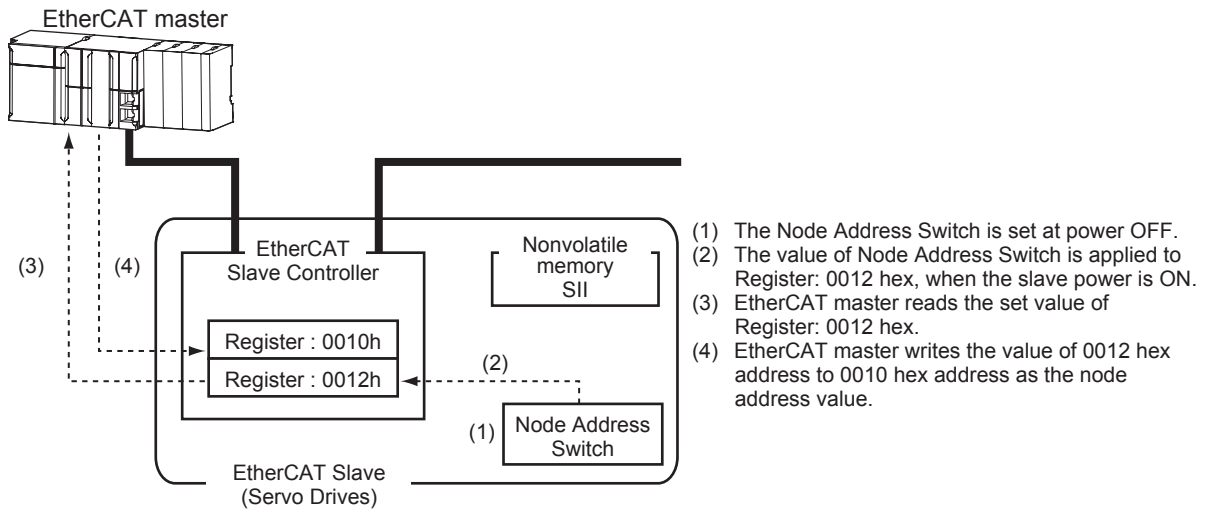 EtherCAT master
(3)
(4)
EtherCAT
Slave Controller
Nonvolatile
memory
SII
Register : 0010h
Register : 0012h
(2)
(1)
Node Address
Switch
EtherCAT Slave
(Servo Drives)
(1) The Node Address Switch is set at power OFF.
(2) The value of Node Address Switch is applied to
Register: 0012 hex, when the slave power is ON.
(3) EtherCAT master reads the set value of
Register: 0012 hex.
(4) EtherCAT master writes the value of 0012 hex
address to 0010 hex address as the node
address value.